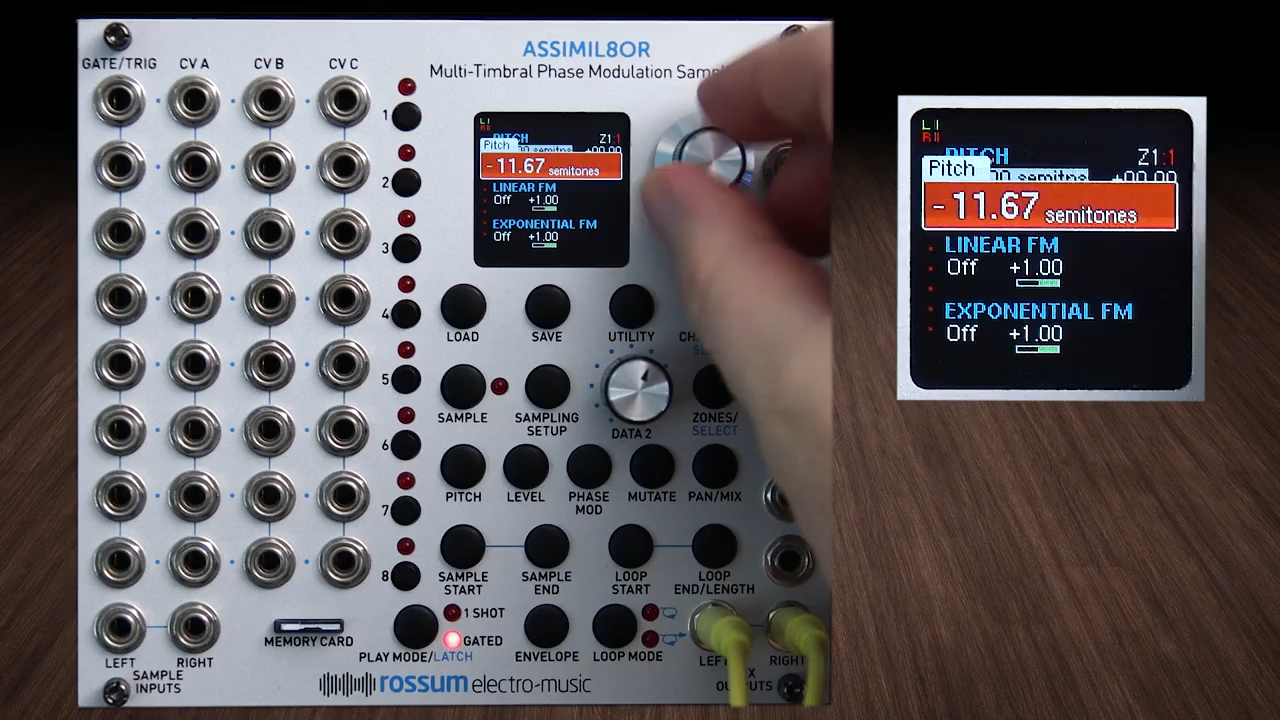 ASSIMIL8OR
Multi-Timbral Phase Modulation
GATE/TRIG CV A CV B CV C
1
2
3
4
5
6
7
8
L
R
PITCH Z1:1
Pitch
-11.67 semitones
LINEAR FM
Off +1.00
EXPONENTIAL FM
Off +1.00
LOAD SAVE UTILITY
SAMPLE SAMPLING SETUP DATA 2 ZONES/ SELECT
PITCH LEVEL PHASE MOD MUTATE PAN/MIX
SAMPLE START SAMPLE END LOOP START LOOP END/LENGTH
1 SHOT
GATED
PLAY MODE/LATCH ENVELOPE LOOP MODE
MEMORY CARD
LEFT RIGHT
SAMPLE INPUTS
RIGHT
OUTPUTS
rossum electro-music
L
R
PITCH Z1:1
Pitch
+00.00
-11.67 semitones
LINEAR FM
Off +1.00
EXPONENTIAL FM
Off +1.00